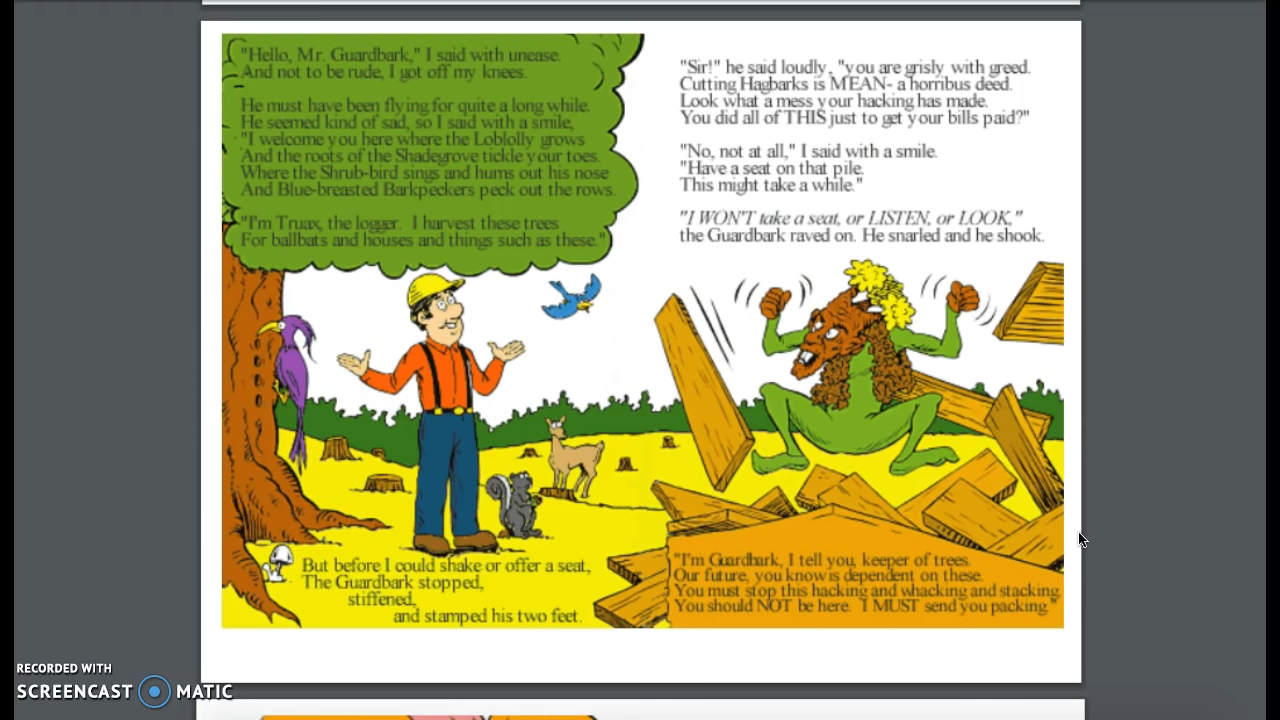 "Hello, Mr. Guardbark," I said with unease.
And not to be rude, I got off my knees.
He must have been flying for quite a long while.
He seemed kind of sad, so I said with a smile,
"I welcome you here where the Loblolly grows
And the roots of the Shadegrove tickle your toes.
Where the Shrub-bird sings and hums out his nose
And Blue-breasted Barkpeckers peck out the rows.
"I'm Truax, the logger. I harvest these trees
For ballbats and houses and things such as these."
But before I could shake or offer a seat,
The Guardbark stopped,
stiffened,
and stamped his two feet.
"Sir!" he said loudly, "you are grisly with greed.
Cutting Hagbarks is MEAN- a horribus deed.
Look what a mess your hacking has made.
You did all of THIS just to get your bills paid?"
"No, not at all," I said with a smile.
"Have a seat on that pile.
This might take a while."
"I WON'T take a seat, or LISTEN, or LOOK,"
the Guardbark raved on. He snarled and he shook.
"I'm Guardbark, I tell you, keeper of trees.
Our future, you know is dependent on these.
You must stop this hacking and whacking and stacking.
You should NOT be here. I MUST send you packing."
RECORDED WITH
SCREENCAST MATIC